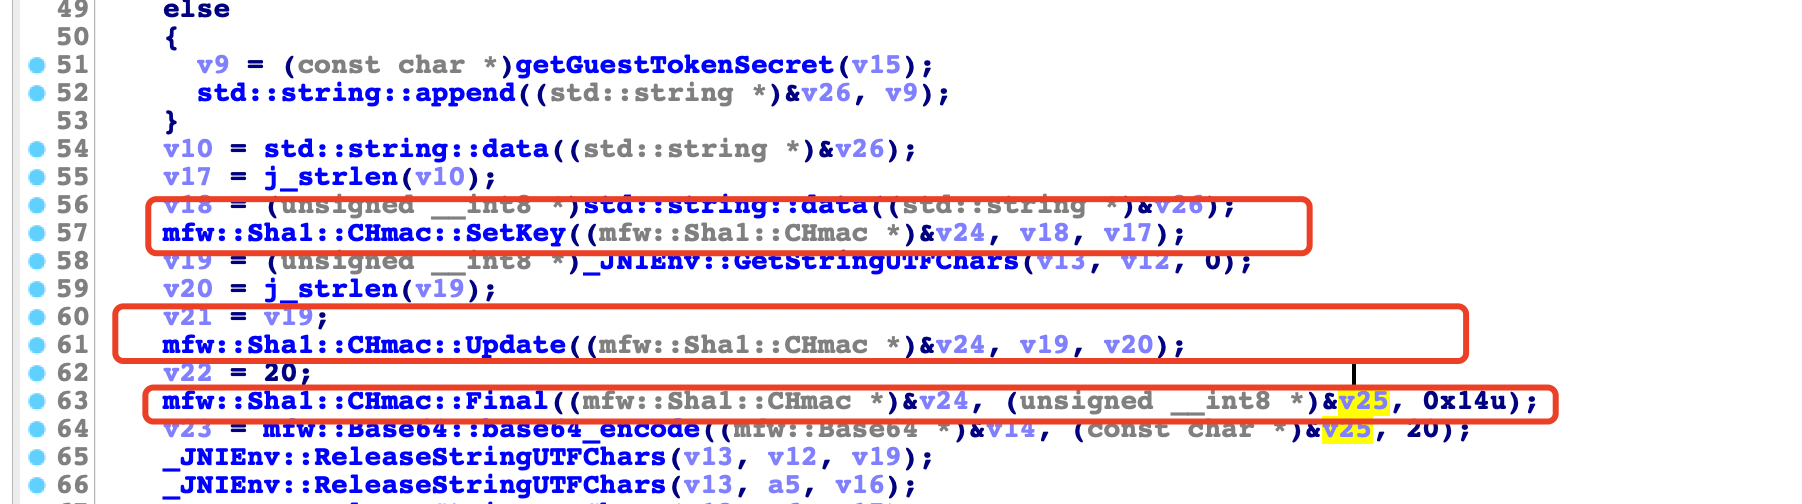 49 else
50 {
51 v9 = (const char *)getGuestTokenSecret(v15);
52 std::string::append((std::string *)&v26, v9);
53 }
54 v10 = std::string::data((std::string *)&v26);
55 v17 = j_strlen(v10);
56 v18 = (unsigned __int8 *)std::string::data((std::string *)&v26);
57 mfw::Sha1::CHmac::SetKey((mfw::Sha1::CHmac *)&v24, v18, v17);
58 v19 = (unsigned __int8 *)_JNIEnv::GetStringUTFChars(v13, v12, 0);
59 v20 = j_strlen(v19);
60 v21 = v19;
61 mfw::Sha1::CHmac::Update((mfw::Sha1::CHmac *)&v24, v19, v20);
62 v22 = 20;
63 mfw::Sha1::CHmac::Final((mfw::Sha1::CHmac *)&v24, (unsigned __int8 *)&v25, 0x14u);
64 v23 = mfw::Base64::base64_encode((mfw::Base64 *)&v14, (const char *)&v25, 20);
65 _JNIEnv::ReleaseStringUTFChars(v13, v12, v19);
66 _JNIEnv::ReleaseStringUTFChars(v13, a5, v16);